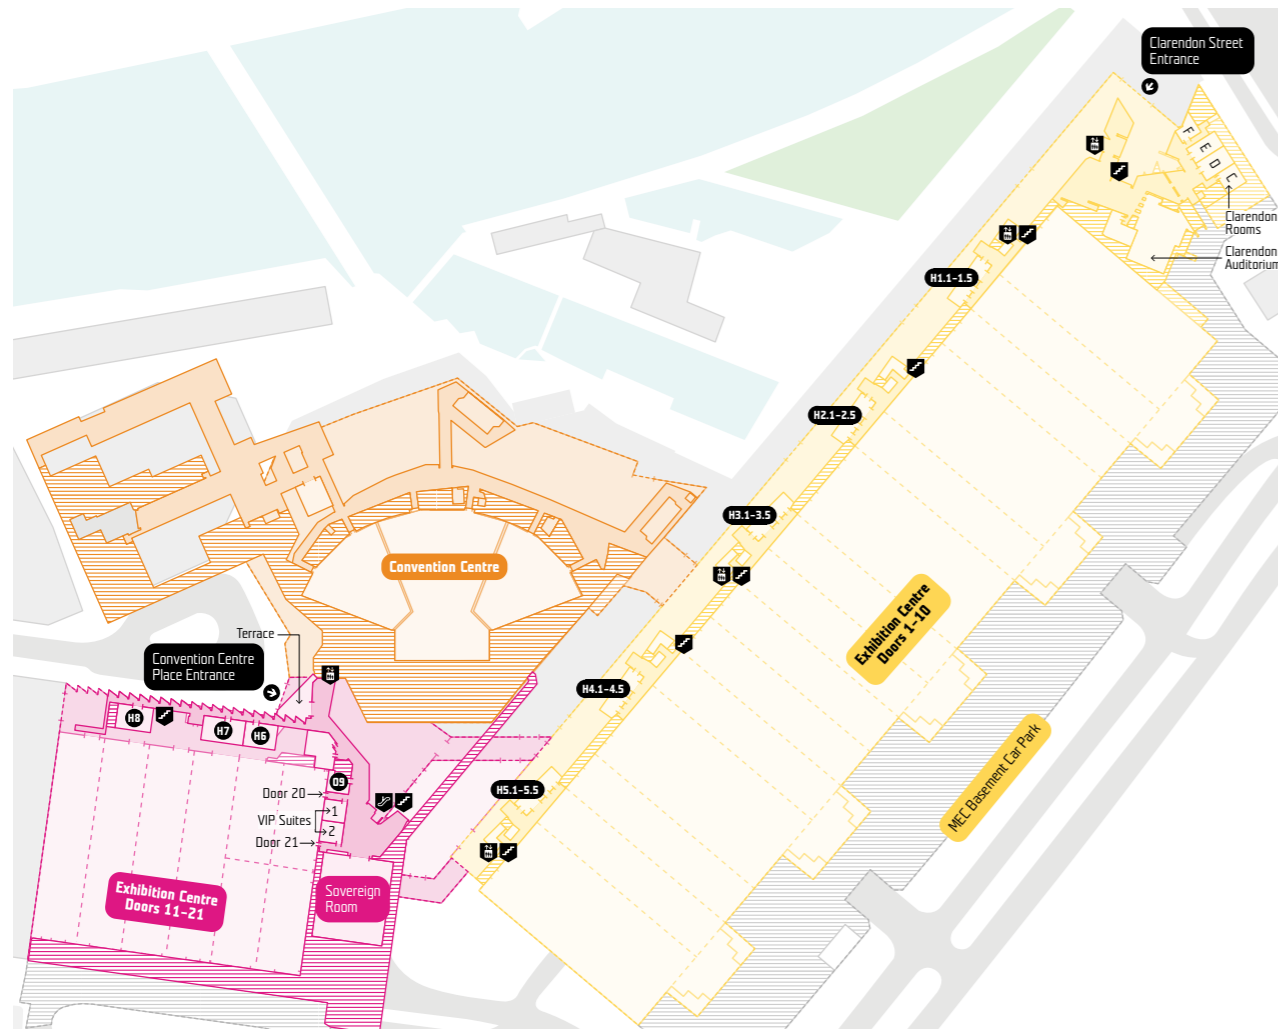 Clarendon Street
Entrance
F
E
D
C
Clarendon
Rooms
Clarendon
Auditorium
H1.1-1.5
H2.1-2.5
H3.1-3.5
Convention Centre
Exhibition Centre
Doors 1-10
Terrace
Convention Centre
Place Entrance
H4.1-4.5
H8
H7
H6
MEC Basement Car Park
D9
Door 20
H5.1-5.5
1
VIP Suites
2
Door 21
Exhibition Centre
Doors 11-21
Sovereign
Room